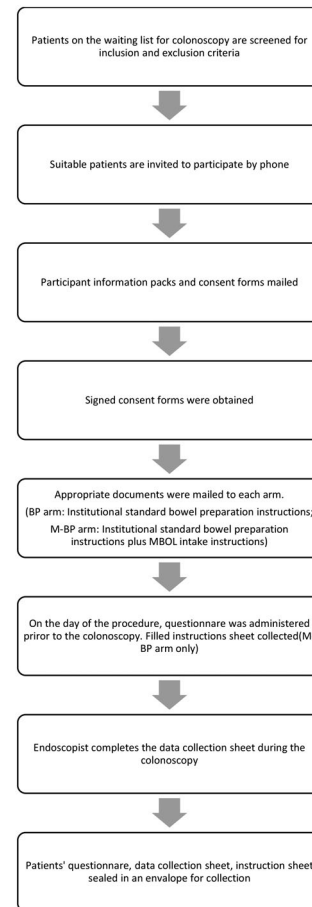 Patients on the waiting list for colonoscopy are screened for
inclusion and exclusion criteria
Suitable patients are invited to participate by phone
Participant information packs and consent forms mailed
Signed consent forms were obtained
Appropriate documents were mailed to each arm.
(BP arm: Institutional standard bowel preparation instructions;
M-BP arm: Institutional standard bowel preparation
instructions plus MBOL intake instructions)
On the day of the procedure, questionnare was administered
prior to the colonoscopy. Filled instructions sheet collected(M-
BP arm only)
Endoscopist completes the data collection sheet during the
colonoscopy
Patients' questionnare, data collection sheet, instruction sheet
sealed in an envalope for collection